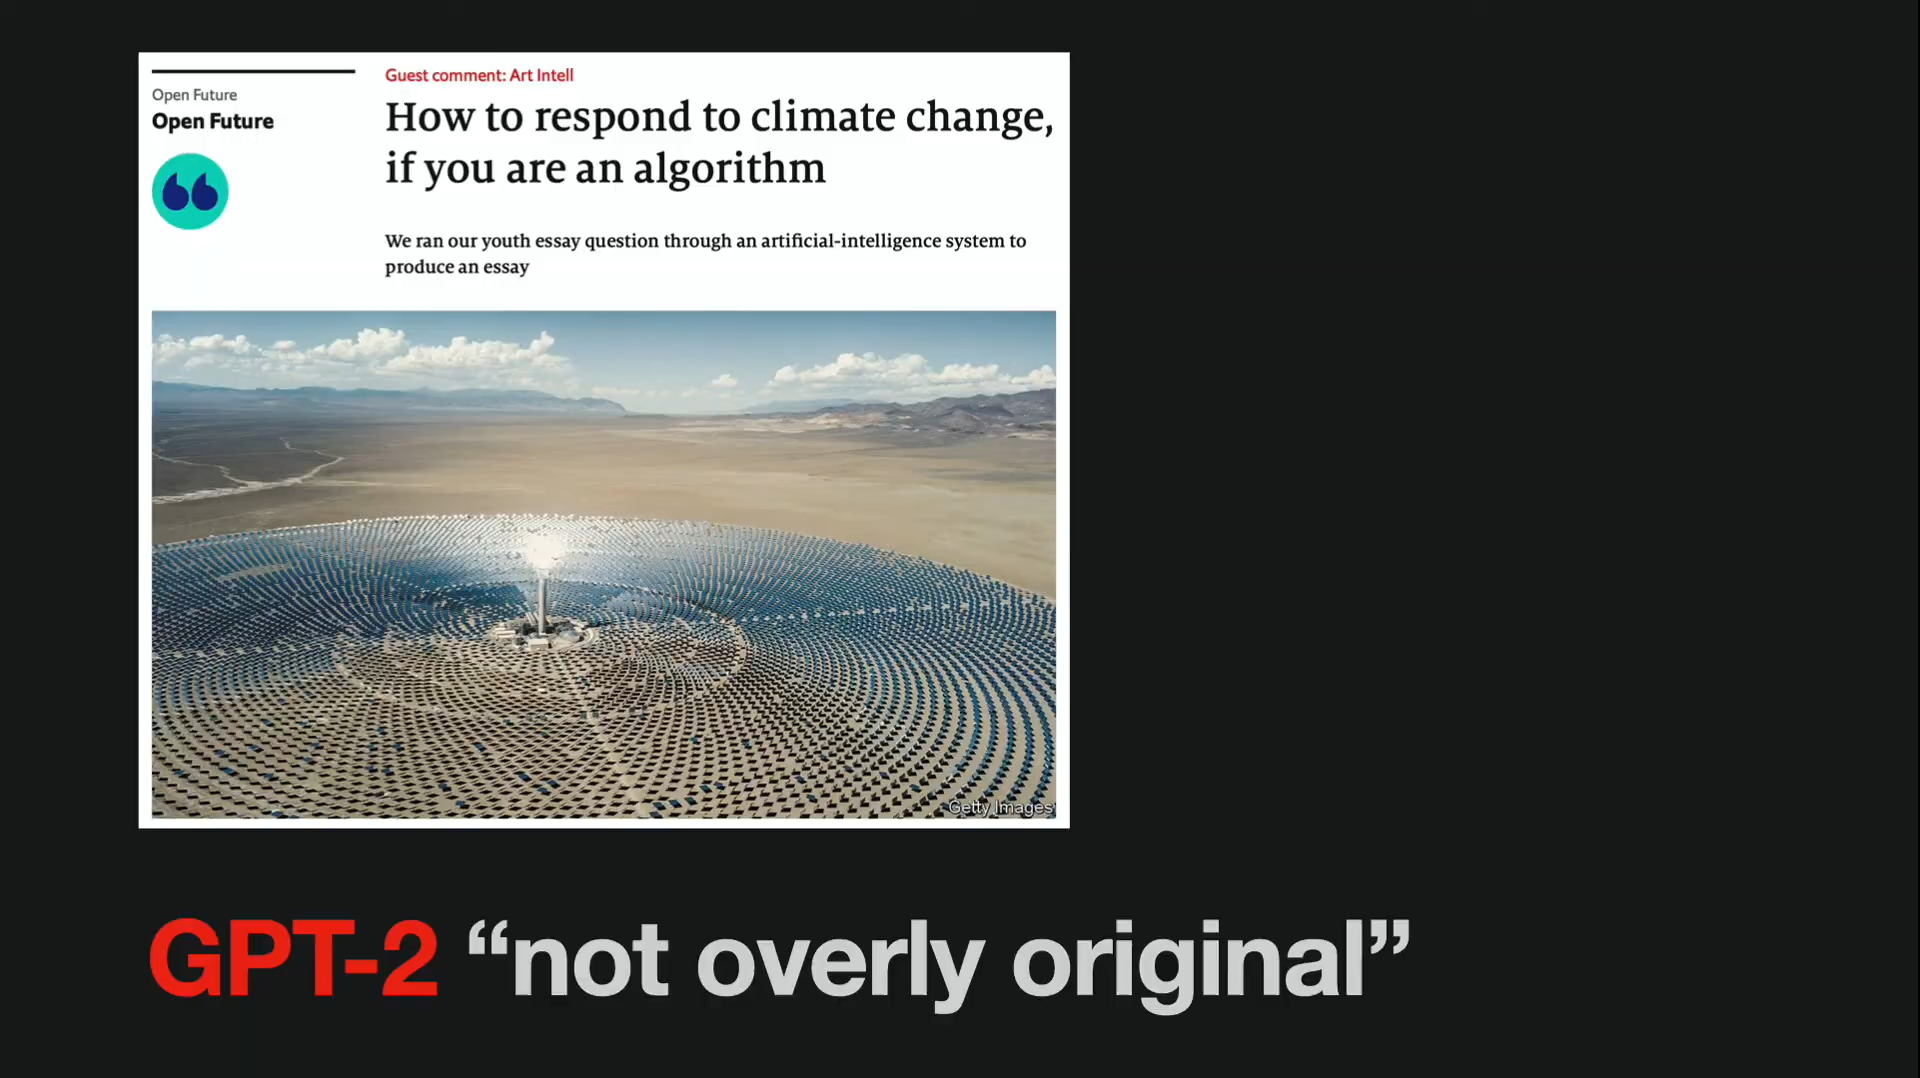 Open Future
Open Future
Guest comment: Art Intell
How to respond to climate change,
if you are an algorithm
We ran our youth essay question through an artificial-intelligence system to
produce an essay
Getty Images
GPT-2 “not overly original”